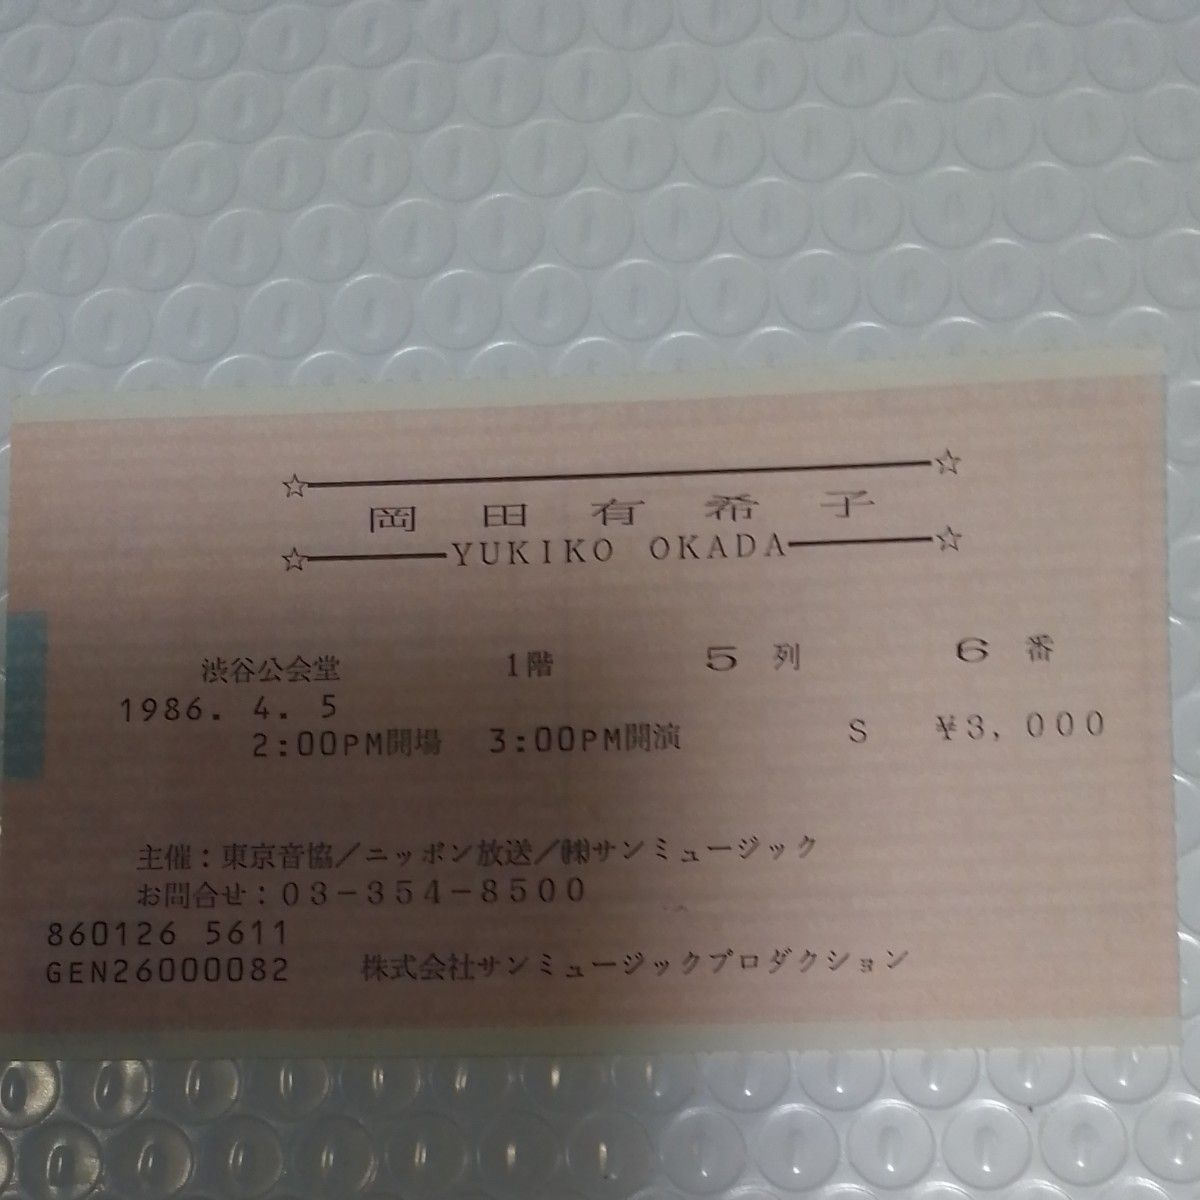 岡田有希子
YUKIKO OKADA
渋谷公会堂 1階 5列 6番
1986. 4. 5
2:00PM開場 3:00PM開演 S ¥3,000
主催：東京音協／ニッポン放送／㈱サンミュージック
お問合せ：03－354－8500
860126 5611
GEN26000082 株式会社サンミュージックプロダクション